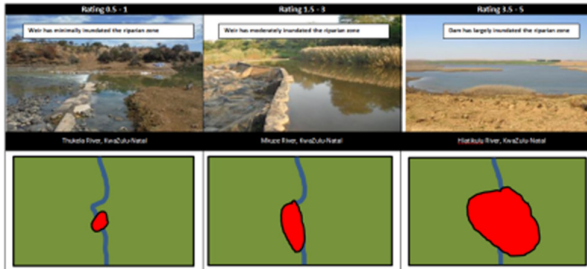 Rating 0.5 - 1
Rating 1.5 - 3
Rating 3.5 - 5
Weir has minimally inundated the riparian zone
Weir has moderately inundated the riparian zone
Dam has largely inundated the riparian zone
Thukela River, KwaZulu-Natal
Mkuze River, KwaZulu-Natal
Hlatikulu River, KwaZulu-Natal